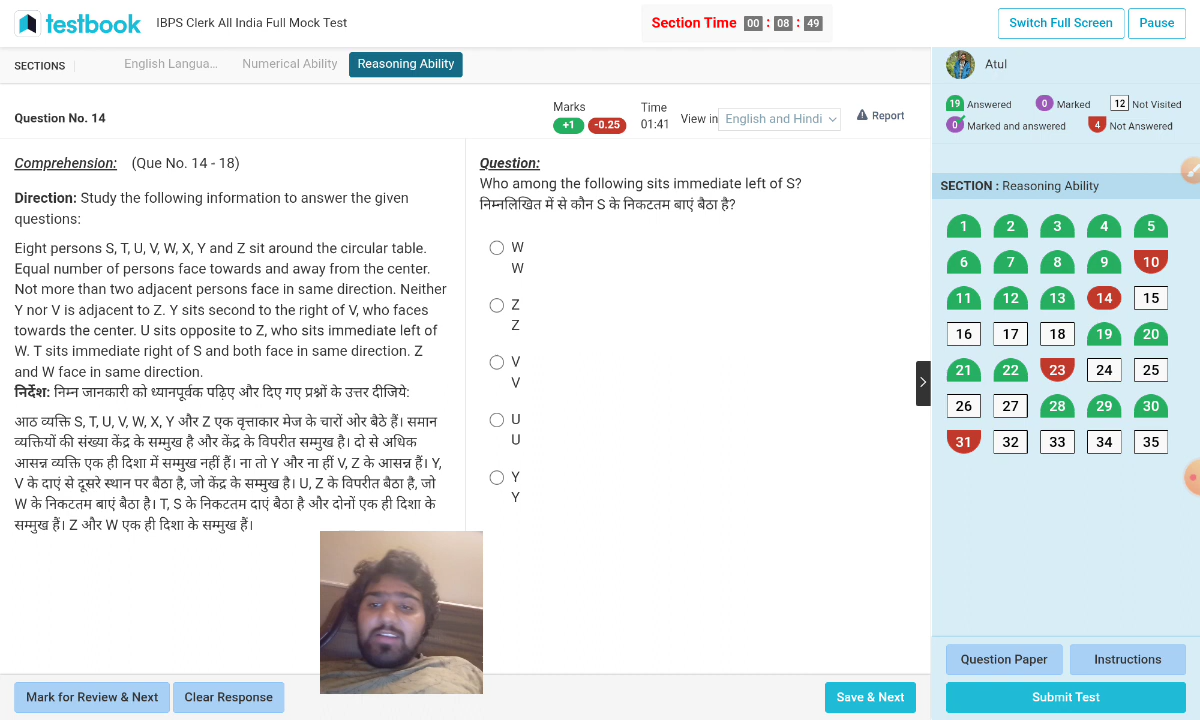 testbook
IBPS Clerk All India Full Mock Test
Section Time 00 : 08 : 49
Switch Full Screen
Pause
SECTIONS
English Langua...
Numerical Ability
Reasoning Ability
Atul
19 Answered
0 Marked
12 Not Visited
0 Marked and answered
4 Not Answered
Question No. 14
Marks
+1 -0.25
Time
01:41
View in English and Hindi
Report
Comprehension: (Que No. 14 - 18)
Direction: Study the following information to answer the given
questions:
Eight persons S, T, U, V, W, X, Y and Z sit around the circular table.
Equal number of persons face towards and away from the center.
Not more than two adjacent persons face in same direction. Neither
Y nor V is adjacent to Z. Y sits second to the right of V, who faces
towards the center. U sits opposite to Z, who sits immediate left of
W. T sits immediate right of S and both face in same direction. Z
and W face in same direction.
निर्देश: निम्न जानकारी को ध्यानपूर्वक पढ़िए और दिए गए प्रश्नों के उत्तर दीजिये:
आठ व्यक्ति S, T, U, V, W, X, Y और Z एक वृत्ताकार मेज के चारों ओर बैठे हैं। समान
व्यक्तियों की संख्या केंद्र के सम्मुख है और केंद्र के विपरीत सम्मुख है। दो से अधिक
आसन्न व्यक्ति एक ही दिशा में सम्मुख नहीं हैं। ना तो Y और ना हीं V, Z के आसन्न हैं। Y,
V के दाएं से दूसरे स्थान पर बैठा है, जो केंद्र के सम्मुख है। U, Z के विपरीत बैठा है, जो
W के निकटतम बाएं बैठा है। T, S के निकटतम दाएं बैठा है और दोनों एक ही दिशा के
सम्मुख हैं। Z और W एक ही दिशा के सम्मुख हैं।
Question:
Who among the following sits immediate left of S?
निम्नलिखित में से कौन S के निकटतम बाएं बैठा है?
W
W
Z
Z
V
V
U
U
Y
Y
SECTION : Reasoning Ability
1 2 3 4 5
6 7 8 9 10
11 12 13 14 15
16 17 18 19 20
21 22 23 24 25
26 27 28 29 30
31 32 33 34 35
Question Paper
Instructions
Mark for Review & Next
Clear Response
Save & Next
Submit Test